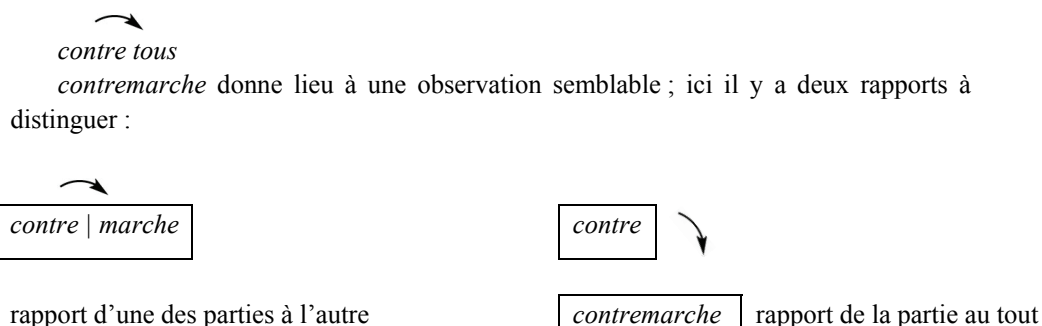 contre tous
contremarche donne lieu à une observation semblable ; ici il y a deux rapports à
distinguer :
contre | marche
contre
rapport d’une des parties à l’autre
contremarche rapport de la partie au tout